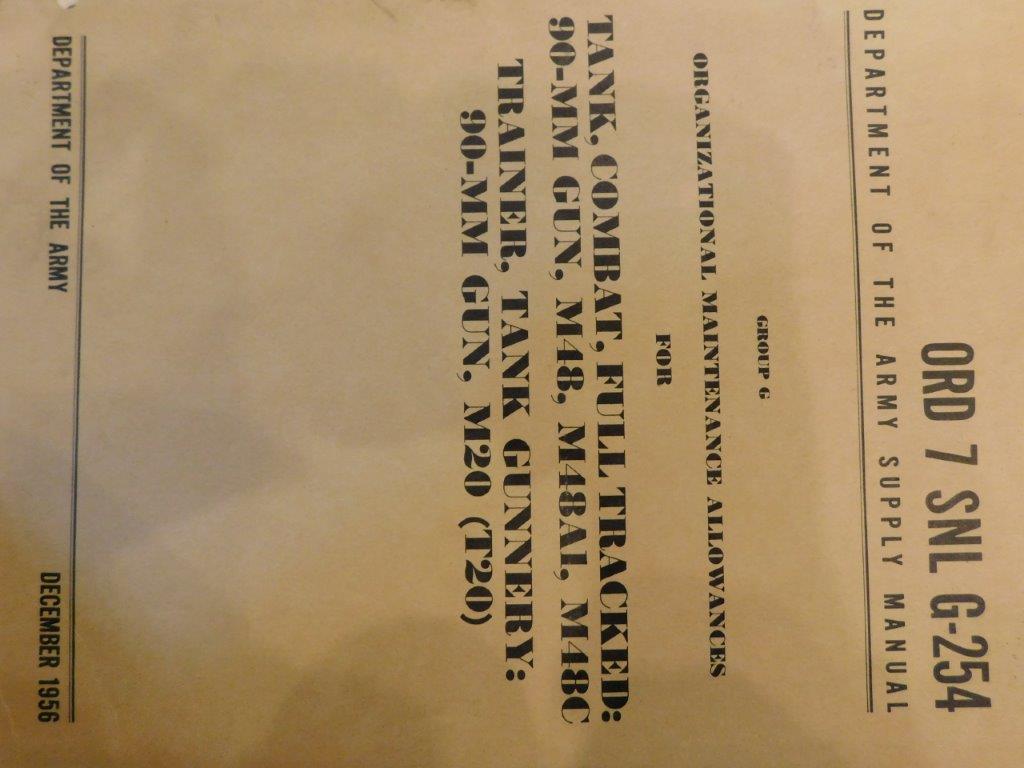 ORD 7 SNL G-254
DEPARTMENT OF THE ARMY SUPPLY MANUAL
GROUP G
ORGANIZATIONAL MAINTENANCE ALLOWANCES
FOR
TANK, COMBAT, FULL TRACKED:
90-MM GUN, M48, M48A1, M48C
TRAINER, TANK GUNNERY:
90-MM GUN, M20 (T20)
DEPARTMENT OF THE ARMY DECEMBER 1956